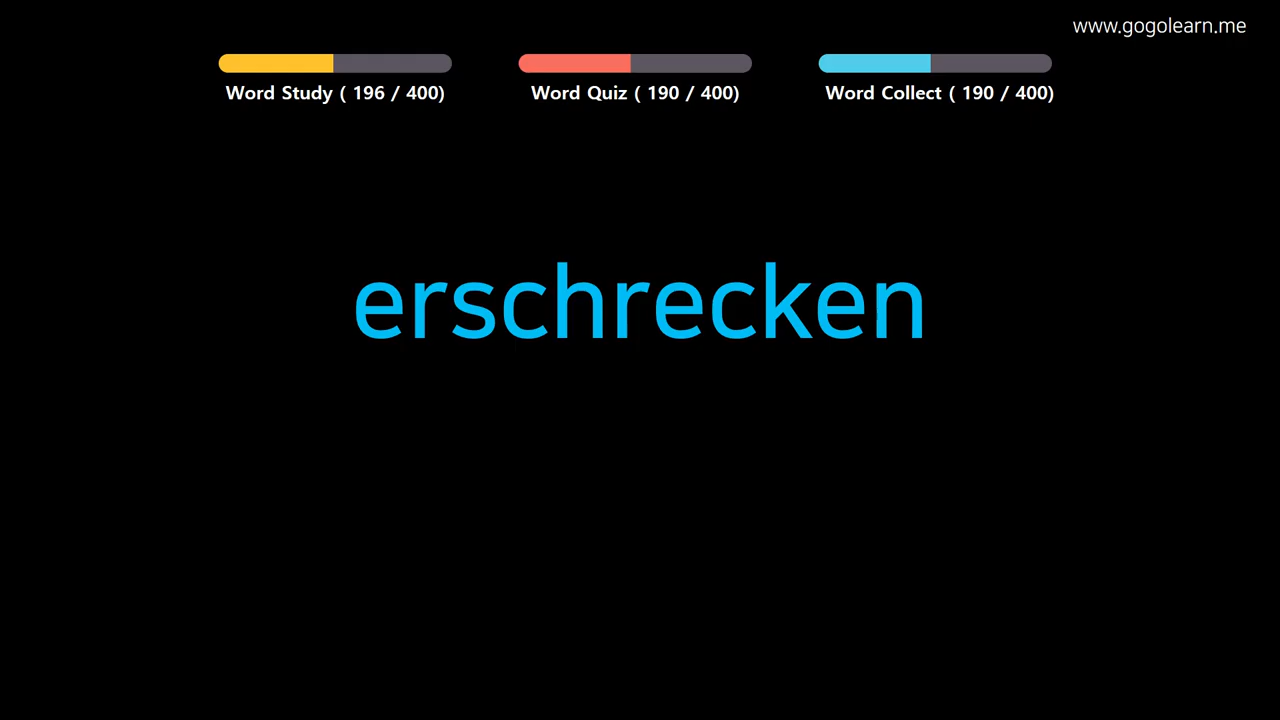 www.gogolearn.me
Word Study ( 196 / 400)
Word Quiz ( 190 / 400)
Word Collect ( 190 / 400)
erschrecken